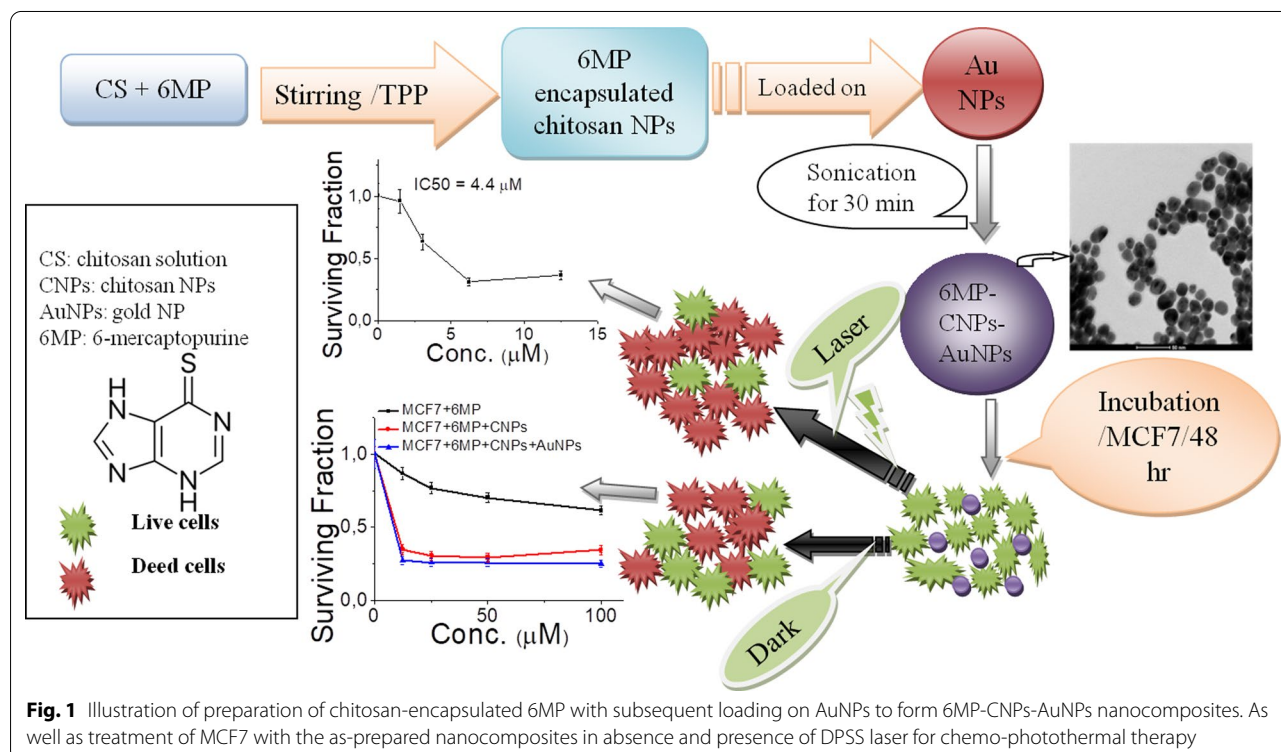 CS + 6MP
Stirring /TPP
6MP
encapsulated
chitosan NPs
Loaded on
Au
NPs
Sonication
for 30 min
6MP-
CNPs-
AuNPs
Incubation
/MCF7/48
hr
Laser
Dark
CS: chitosan solution
CNPs: chitosan NPs
AuNPs: gold NP
6MP: 6-mercaptopurine
S
H
N
N
N
N
H
Live cells
Deed cells
Surviving Fraction
IC50 = 4.4 μM
1,0
0,5
0,0
0
5
10
15
Conc. (μM)
Surviving Fraction
MCF7+6MP
MCF7+6MP+CNPs
MCF7+6MP+CNPs+AuNPs
1,0
0,5
0,0
0
50
100
Conc. (μM)
Fig. 1 Illustration of preparation of chitosan-encapsulated 6MP with subsequent loading on AuNPs to form 6MP-CNPs-AuNPs nanocomposites. As
well as treatment of MCF7 with the as-prepared nanocomposites in absence and presence of DPSS laser for chemo-photothermal therapy